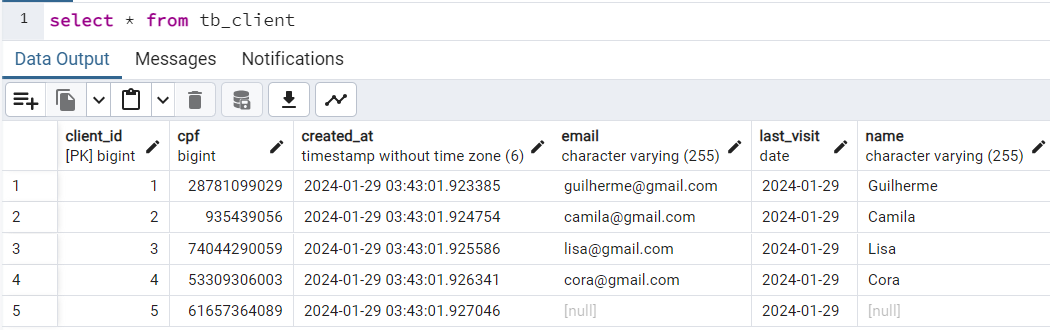 1 select * from tb_client
Data Output Messages Notifications
client_id cpf created_at email last_visit name
[PK] bigint bigint timestamp without time zone (6) character varying (255) date character varying (255)
1 1 28781099029 2024-01-29 03:43:01.923385 guilherme@gmail.com 2024-01-29 Guilherme
2 2 935439056 2024-01-29 03:43:01.924754 camila@gmail.com 2024-01-29 Camila
3 3 74044290059 2024-01-29 03:43:01.925586 lisa@gmail.com 2024-01-29 Lisa
4 4 53309306003 2024-01-29 03:43:01.926341 cora@gmail.com 2024-01-29 Cora
5 5 61657364089 2024-01-29 03:43:01.927046 [null] 2024-01-29 [null]